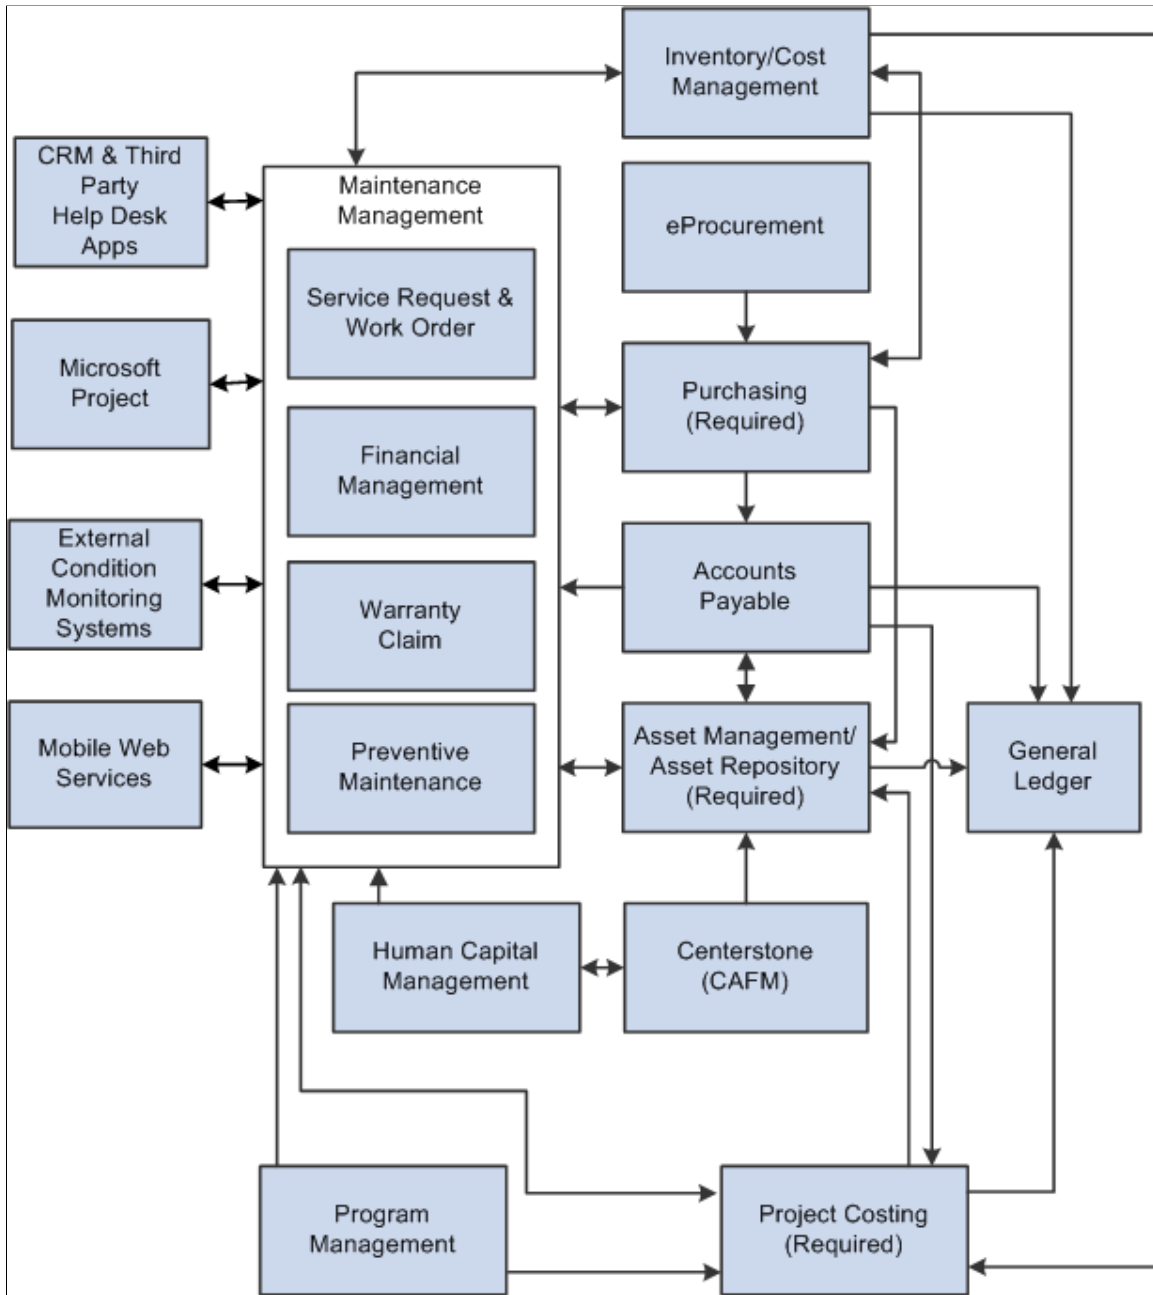 Inventory/Cost
Management
CRM & Third
Party
Help Desk
Apps
Maintenance
Management
eProcurement
Service Request &
Work Order
Microsoft
Project
Purchasing
(Required)
Financial
Management
External
Condition
Monitoring
Systems
Accounts
Payable
Warranty
Claim
Mobile Web
Services
Preventive
Maintenance
Asset Management/
Asset Repository
(Required)
General
Ledger
Human Capital
Management
Centerstone
(CAFM)
Program
Management
Project Costing
(Required)